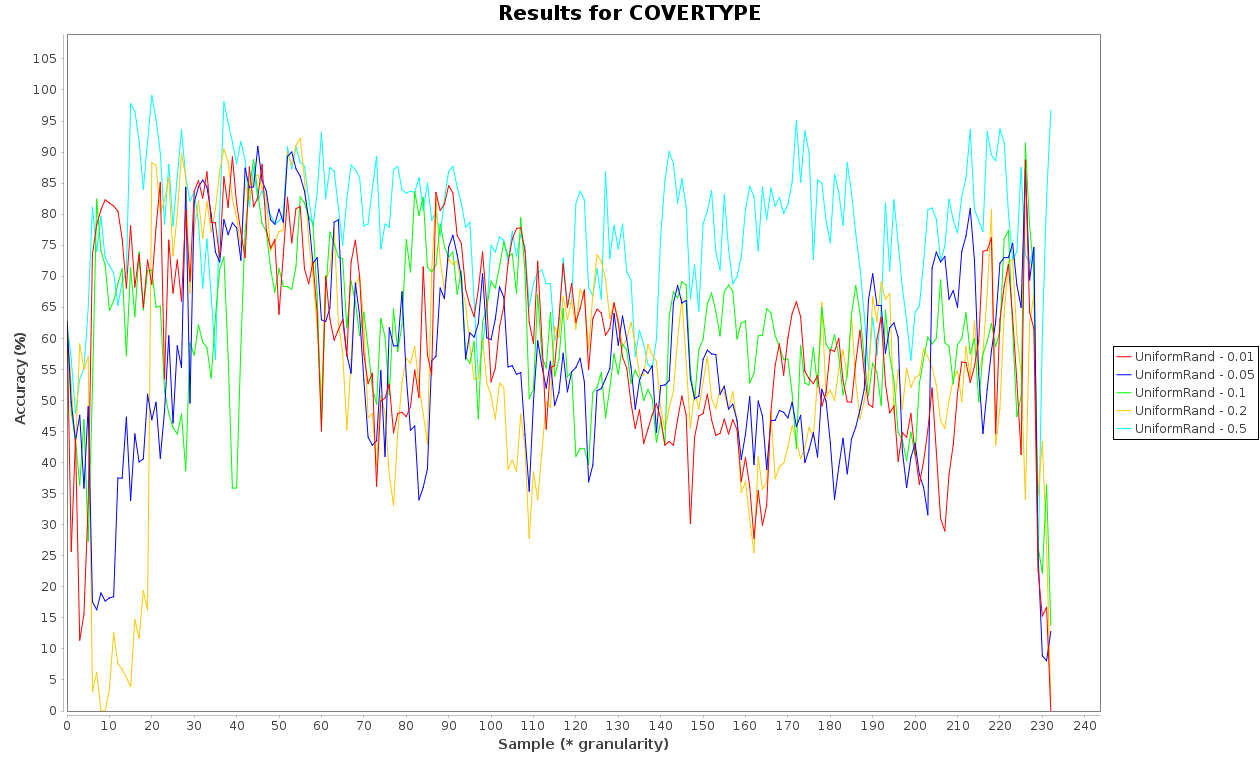 Results for COVERTYPE
Accuracy (%)
105
100
95
90
85
80
75
70
65
60
55
50
45
40
35
30
25
20
15
10
5
0
0 10 20 30 40 50 60 70 80 90 100 110 120 130 140 150 160 170 180 190 200 210 220 230 240
Sample (* granularity)
UniformRand - 0.01
UniformRand - 0.05
UniformRand - 0.1
UniformRand - 0.2
UniformRand - 0.5